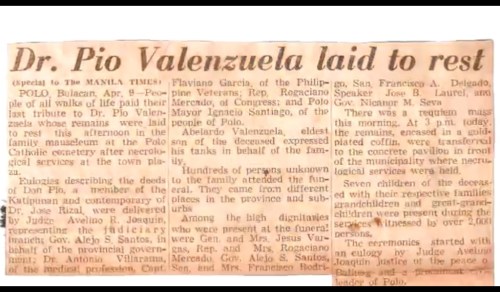 Dr. Pio Valenzuela laid to rest
(Special to The MANILA TIMES)
POLO, Bulacan, Apr. 9—Peo-
ple of all walks of life paid their
last tribute to Dr. Pio Valen-
zuela whose remains were laid
to rest this afternoon in the
family mausoleum at the Polo
Catholic cemetery after necrolo-
gical services at the town pla-
za.
Eulogies describing the deeds
of Don Pio, a member of the
Katipunan and contemporary of
Dr. Jose Rizal, were delivered
by Judge Avelino B. Joaquin,
representing the judiciary
branch; Gov. Alejo S. Santos, in
behalf of the provincial govern-
ment; Dr. Antonio Villarama,
of the medical profession, Capt.
Flaviano Garcia, of the Philip-
pine Veterans; Rep. Rogaciano
Mercado, of Congress; and Polo
Mayor Ignacio Santiago, of the
people of Polo.
Abelardo Valenzuela, eldest
son of the deceased expressed
his tanks in behalf of the fam-
ily.
Hundreds of persons unknown
to the family attended the fun-
eral. They came from different
places in the province and sub-
urbs
Among the high dignitaries
who were present at the funeral
were Gen. and Mrs. Jesus Var-
gas, Rep. and Mrs. Rogaciano
Mercado, Gov. Alejo S. Santos,
Sen. and Mrs. Francisco Rodri-
go, San. Francisco A. Delgado,
Speaker Jose B. Laurel, and
Gov. Nicanor M. Seva
There was a requiem mass
this morning. At 3 p.m. today
the remains, encased in a gold-
plated coffin, were transferred
to the concrete pavilion in front
of the municipality where necro-
logical services were held.
Seven children of the deceas-
ed with their respective families
grandchildren and great-grand-
children were present during the
services witnessed by over 2,000
persons.
The ceremonies started with
an eulogy by Judge Avelino
Joaquin justice of the peace of
and a
leader of Polo.